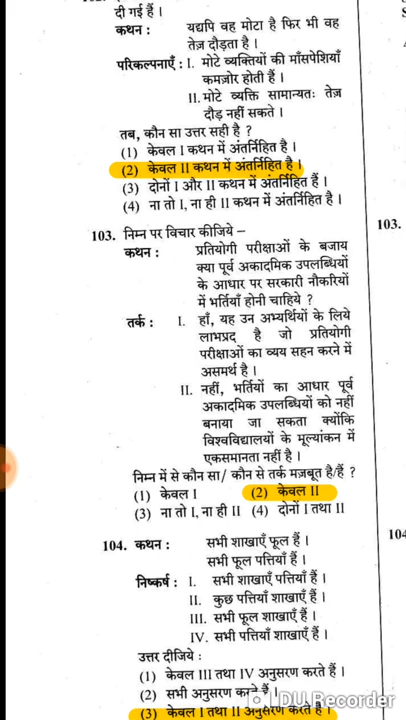 दी गई हैं ।
कथन : यद्यपि वह मोटा है फिर भी वह
तेज़ दौड़ता है ।
परिकल्पनाएँ : I. मोटे व्यक्तियों की माँसपेशियाँ
कमज़ोर होती हैं ।
II. मोटे व्यक्ति सामान्यतः तेज़
दौड़ नहीं सकते ।
तब, कौन सा उत्तर सही है ?
(1) केवल I कथन में अंतर्निहित है ।
(2) केवल II कथन में अंतर्निहित है ।
(3) दोनों I और II कथन में अंतर्निहित हैं ।
(4) ना तो I, ना ही II कथन में अंतर्निहित है ।
103. निम्न पर विचार कीजिये –
103.
कथन : प्रतियोगी परीक्षाओं के बजाय
क्या पूर्व अकादमिक उपलब्धियों
के आधार पर सरकारी नौकरियों
में भर्तियाँ होनी चाहिये ?
तर्क : I. हाँ, यह उन अभ्यर्थियों के लिये
लाभप्रद है जो प्रतियोगी
परीक्षाओं का व्यय सहन करने में
असमर्थ है ।
II. नहीं, भर्तियों का आधार पूर्व
अकादमिक उपलब्धियों को नहीं
बनाया जा सकता क्योंकि
विश्वविद्यालयों के मूल्यांकन में
एकसमानता नहीं है ।
निम्न में से कौन सा/ कौन से तर्क मज़बूत है/हैं ?
(1) केवल I (2) केवल II
(3) ना तो I, ना ही II (4) दोनों I तथा II
104. कथन : सभी शाखाएँ फूल हैं ।
104
सभी फूल पत्तियाँ हैं ।
निष्कर्ष : I. सभी शाखाएँ पत्तियाँ हैं ।
II. कुछ पत्तियाँ शाखाएँ हैं ।
III. सभी फूल शाखाएँ हैं ।
IV. सभी पत्तियाँ शाखाएँ हैं ।
उत्तर दीजिये :
(1) केवल III तथा IV अनुसरण करते हैं ।
(2) सभी अनुसरण करते हैं ।
DU Recorder
(3) केवल I तथा II अनुसरण करते हैं ।